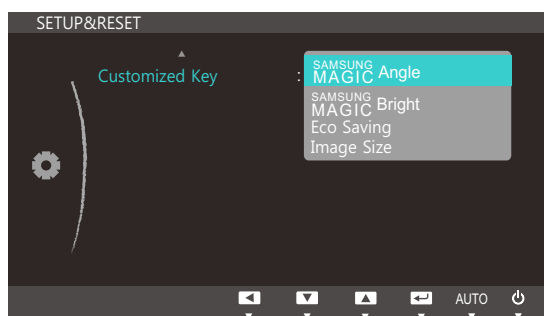 SETUP&RESET
Customized Key : SAMSUNG MAGIC Angle
SAMSUNG MAGIC Bright
Eco Saving
Image Size
AUTO